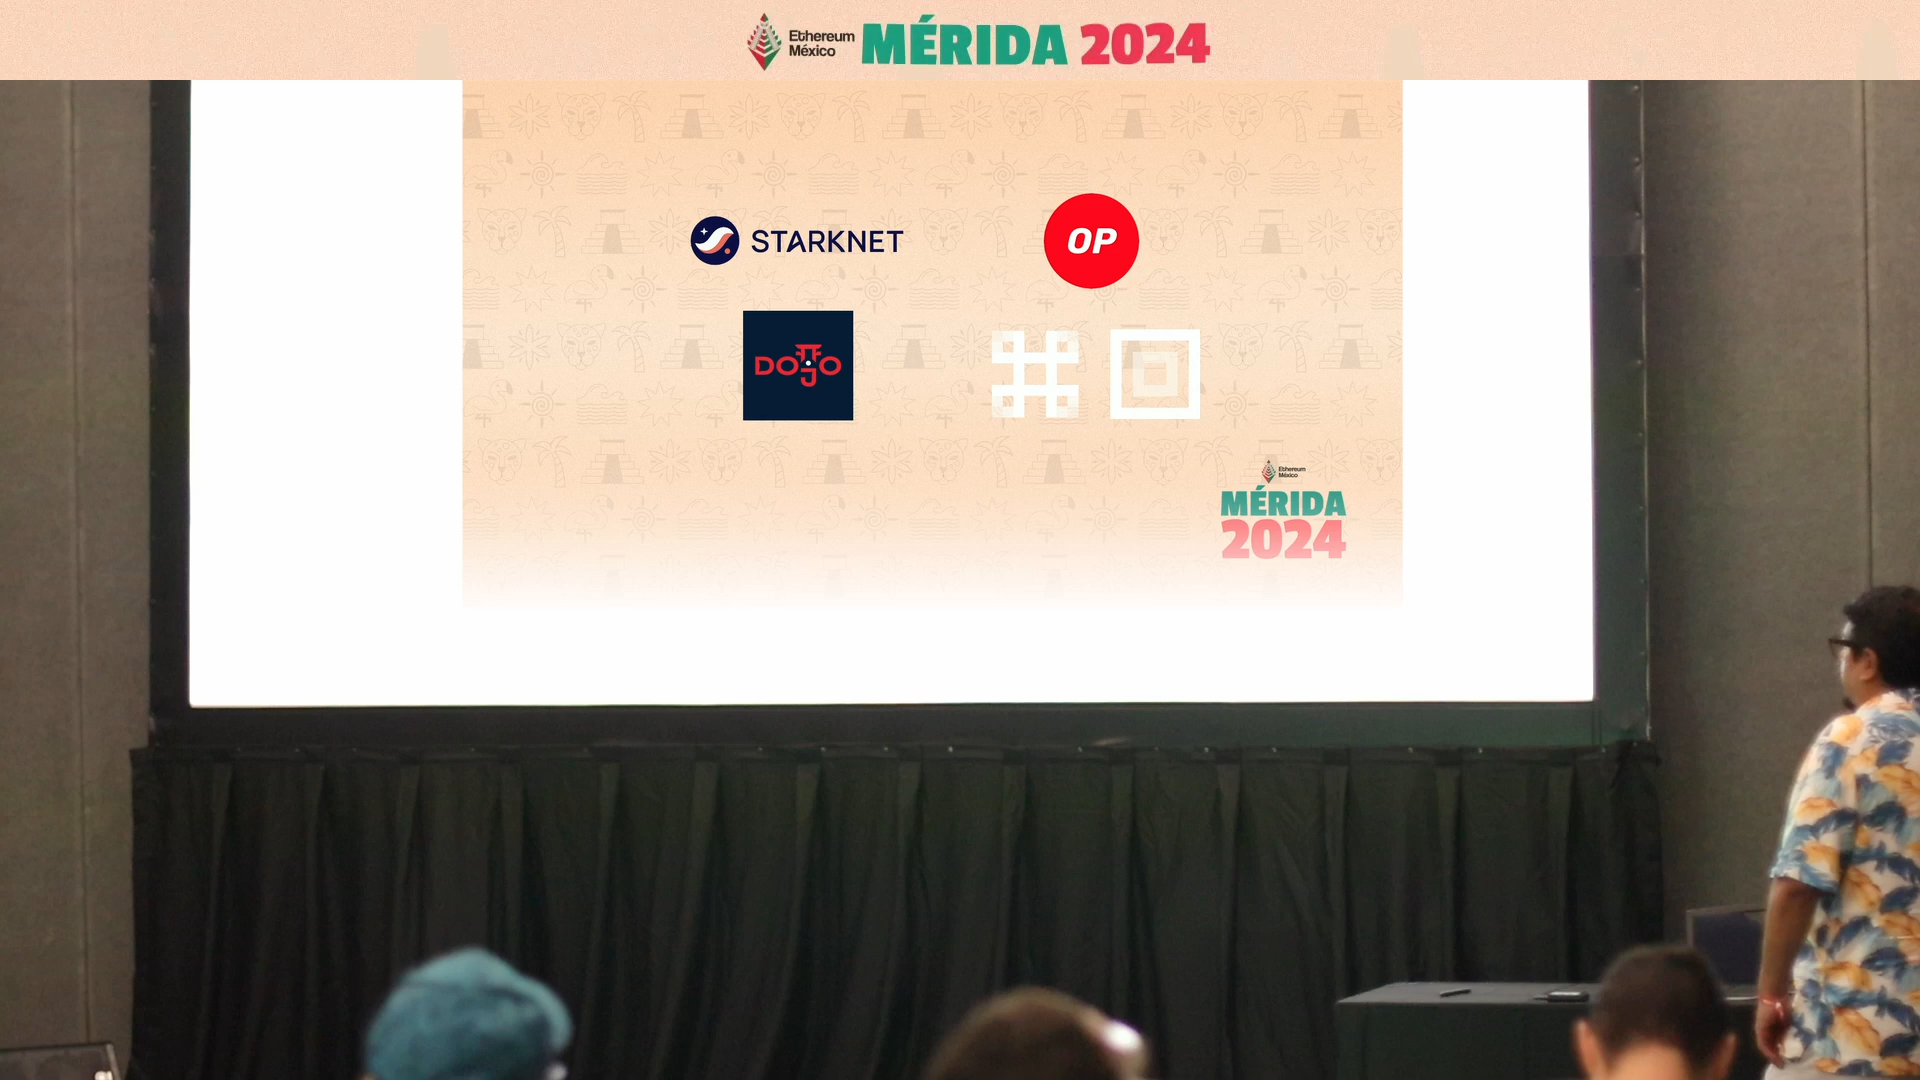 Ethereum
México
MÉRIDA 2024
STARKNET
OP
DOJO
Ethereum
México
MÉRIDA
2024